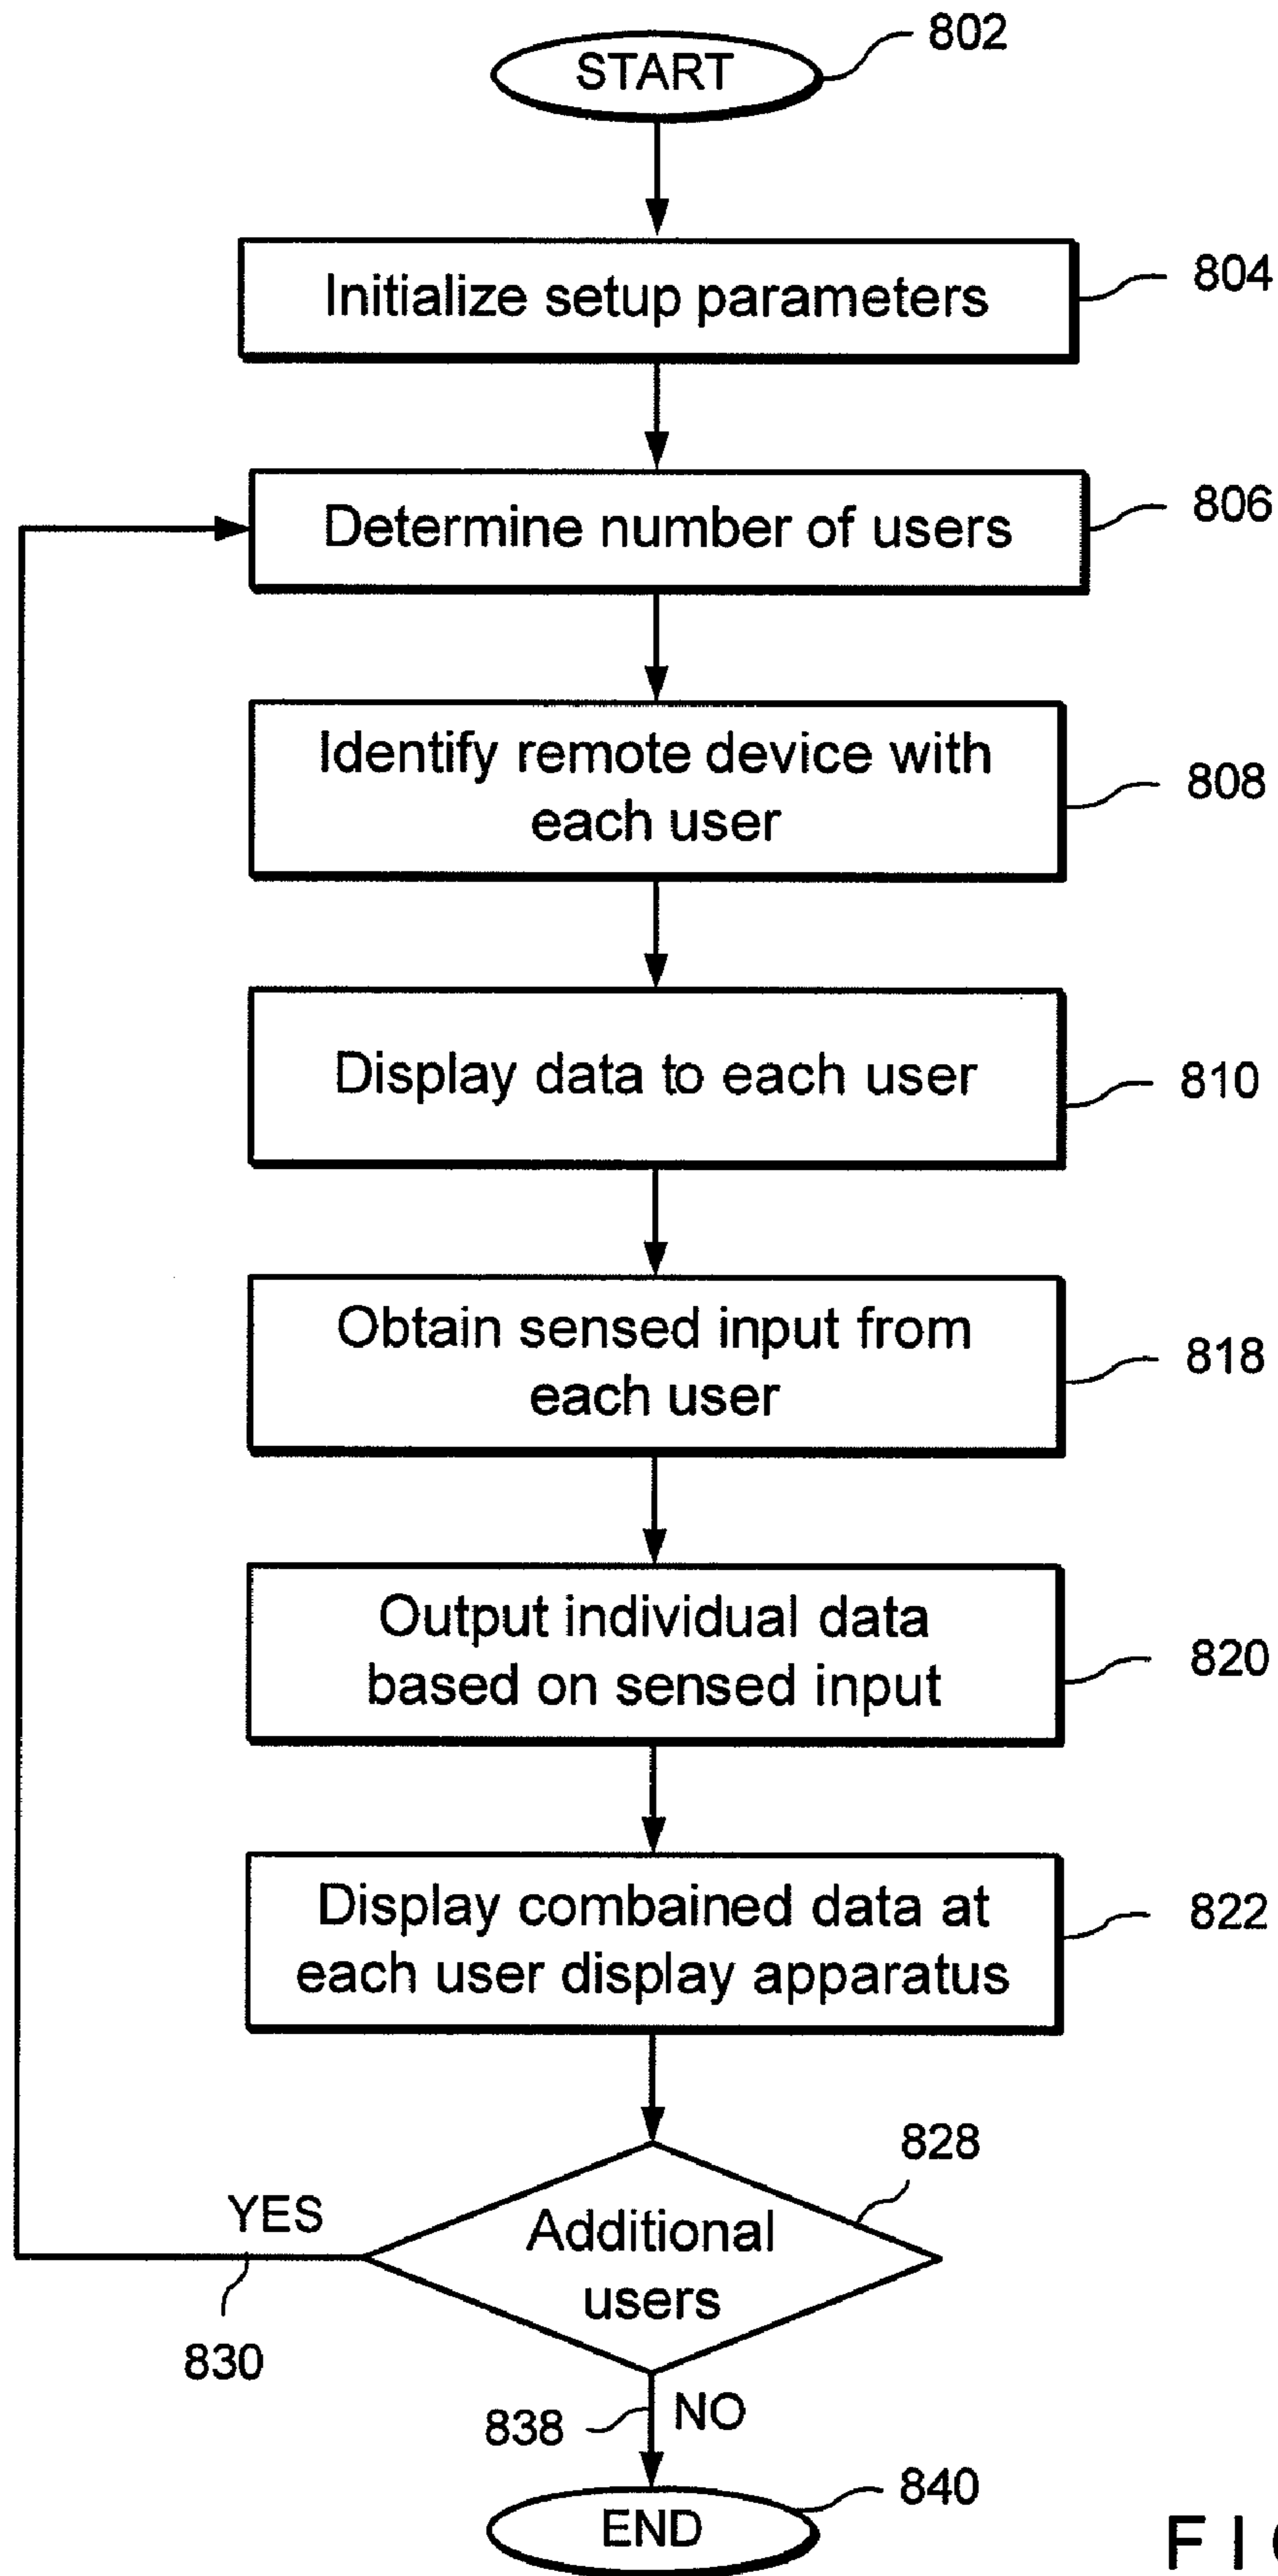 START
802
Initialize setup parameters
804
Determine number of users
806
Identify remote device with
each user
808
Display data to each user
810
Obtain sensed input from
each user
818
Output individual data
based on sensed input
820
Display combained data at
each user display apparatus
822
828
YES
Additional
users
830
838
NO
840
END
F I